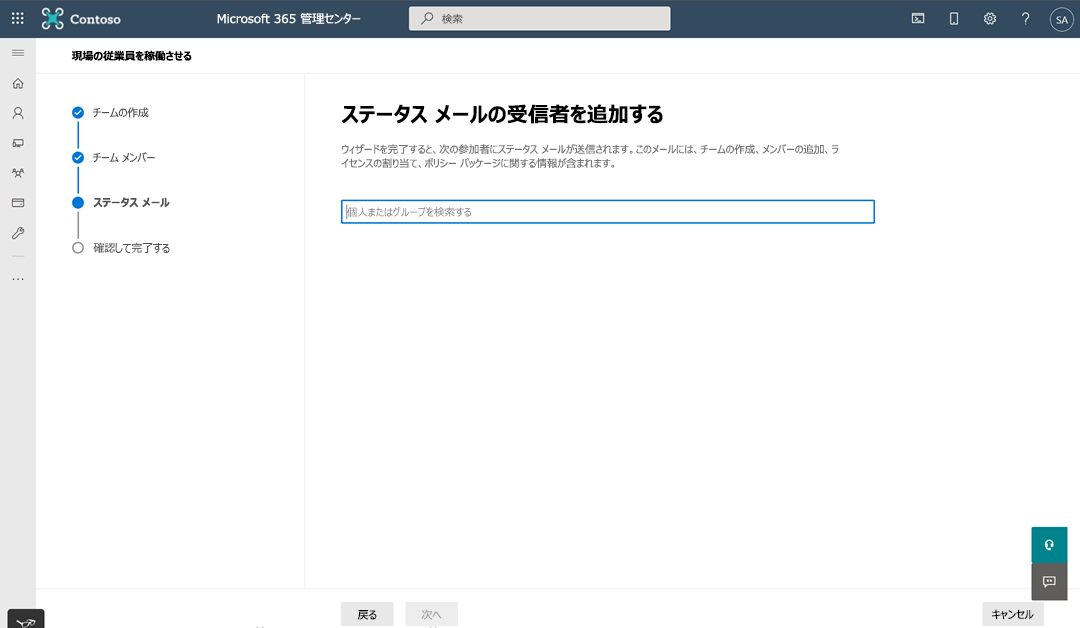 Contoso
Microsoft 365 管理センター
検索
SA
現場の従業員を稼働させる
チームの作成
チーム メンバー
ステータス メール
確認して完了する
ステータス メールの受信者を追加する
ウィザードを完了すると、次の参加者にステータス メールが送信されます。このメールには、チームの作成、メンバーの追加、ラ
イセンスの割り当て、ポリシー パッケージに関する情報が含まれます。
個人またはグループを検索する
戻る
次へ
キャンセル